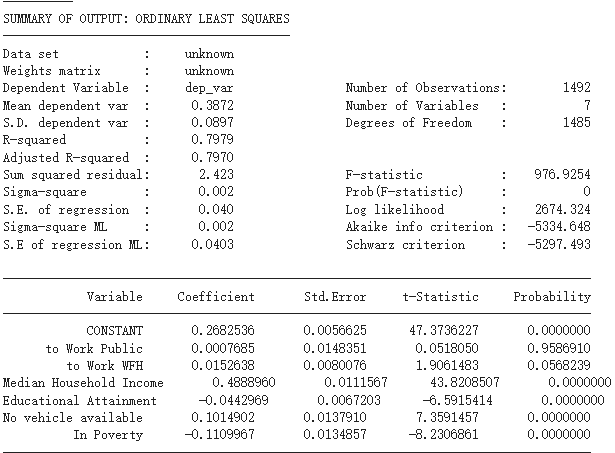 SUMMARY OF OUTPUT: ORDINARY LEAST SQUARES
Data set : unknown
Weights matrix : unknown
Dependent Variable : dep_var Number of Observations: 1492
Mean dependent var : 0.3872 Number of Variables : 7
S.D. dependent var : 0.0897 Degrees of Freedom : 1485
R-squared : 0.7979
Adjusted R-squared : 0.7970
Sum squared residual: 2.423 F-statistic : 976.9254
Sigma-square : 0.002 Prob(F-statistic) : 0
S.E. of regression : 0.040 Log likelihood : 2674.324
Sigma-square ML : 0.002 Akaike info criterion : -5334.648
S.E of regression ML: 0.0403 Schwarz criterion : -5297.493
Variable Coefficient Std.Error t-Statistic Probability
CONSTANT 0.2682536 0.0056625 47.3736227 0.0000000
to Work Public 0.0007685 0.0148351 0.0518050 0.9586910
to Work WFH 0.0152638 0.0080076 1.9061483 0.0568239
Median Household Income 0.4888960 0.0111567 43.8208507 0.0000000
Educational Attainment -0.0442969 0.0067203 -6.5915414 0.0000000
No vehicle available 0.1014902 0.0137910 7.3591457 0.0000000
In Poverty -0.1109967 0.0134857 -8.2306861 0.0000000